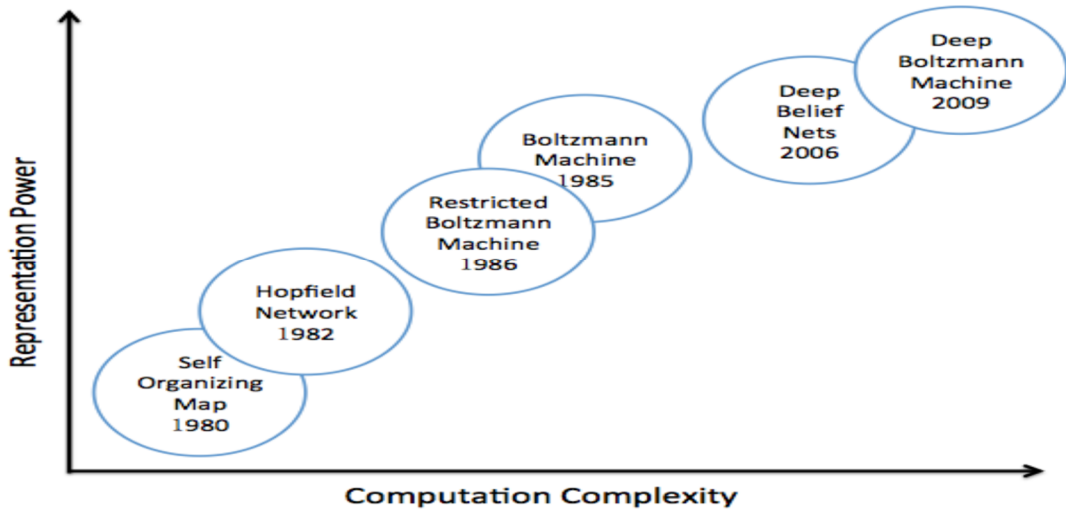 Deep
Boltzmann
Machine
2009
Deep
Belief
Nets
2006
Boltzmann
Machine
1985
Restricted
Boltzmann
Machine
1986
Hopfield
Network
1982
Self
Organizing
Map
1980
Representation Power
Computation Complexity